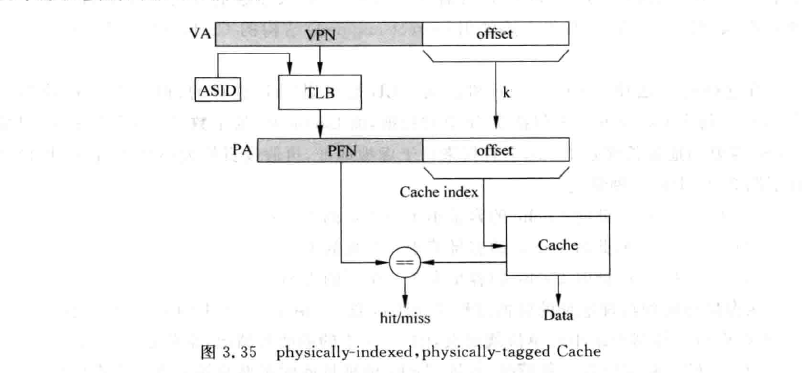 VA VPN offset
ASID TLB k
PA PFN offset
Cache index
Cache
==
hit/miss Data
图 3.35 physically-indexed,physically-tagged Cache